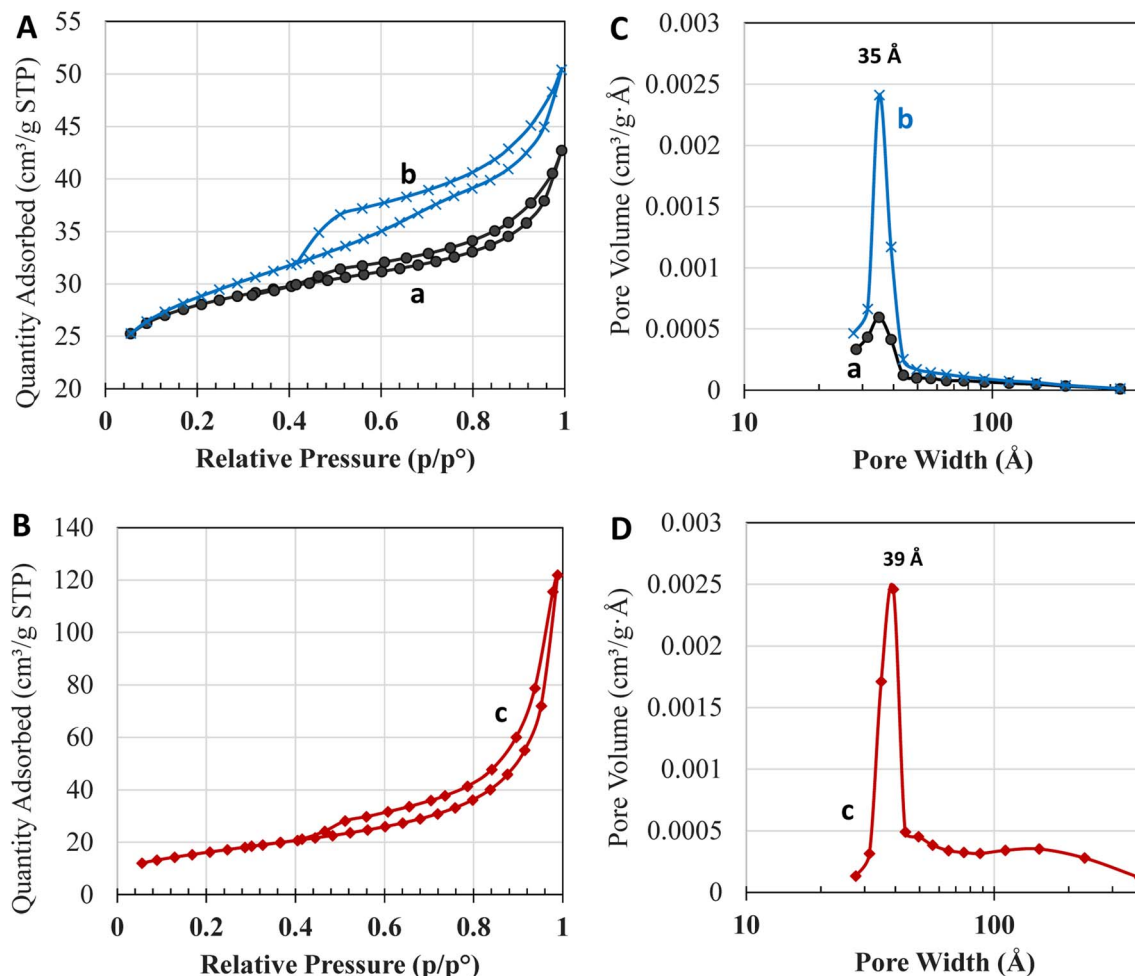 A
Quantity Adsorbed (cm³/g STP)
55
50
45
40
35
30
25
20
b
a
0
0.2
0.4
0.6
0.8
1
Relative Pressure (p/p°)
C
Pore Volume (cm³/g·Å)
0.003
0.0025
0.002
0.0015
0.001
0.0005
0
35 Å
b
a
10
100
Pore Width (Å)
B
Quantity Adsorbed (cm³/g STP)
140
120
100
80
60
40
20
0
c
0
0.2
0.4
0.6
0.8
1
Relative Pressure (p/p°)
D
Pore Volume (cm³/g·Å)
0.003
0.0025
0.002
0.0015
0.001
0.0005
0
39 Å
c
10
100
Pore Width (Å)